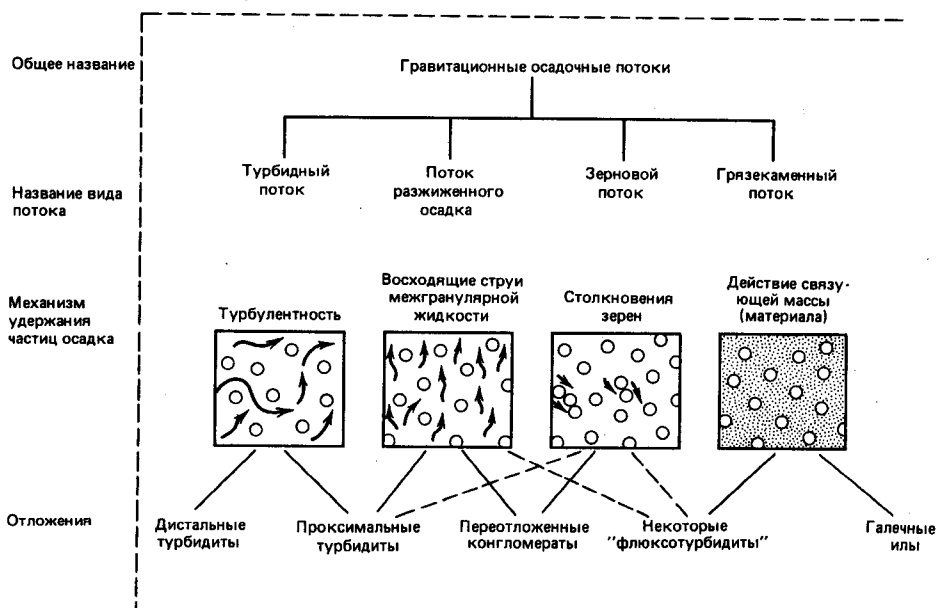 Общее название
Гравитационные осадочные потоки
Название вида
потока
Турбидный
поток
Поток
разжиженного
осадка
Зерновой
поток
Грязекаменный
поток
Механизм
удержания
частиц осадка
Турбулентность
Восходящие струи
межгранулярной
жидкости
Столкновения
зерен
Действие связу-
ющей массы
(материала)
Отложения
Дистальные
турбидиты
Проксимальные
турбидиты
Переотложенные
конгломераты
Некоторые
"флюксотурбидиты"
Галечные
илы